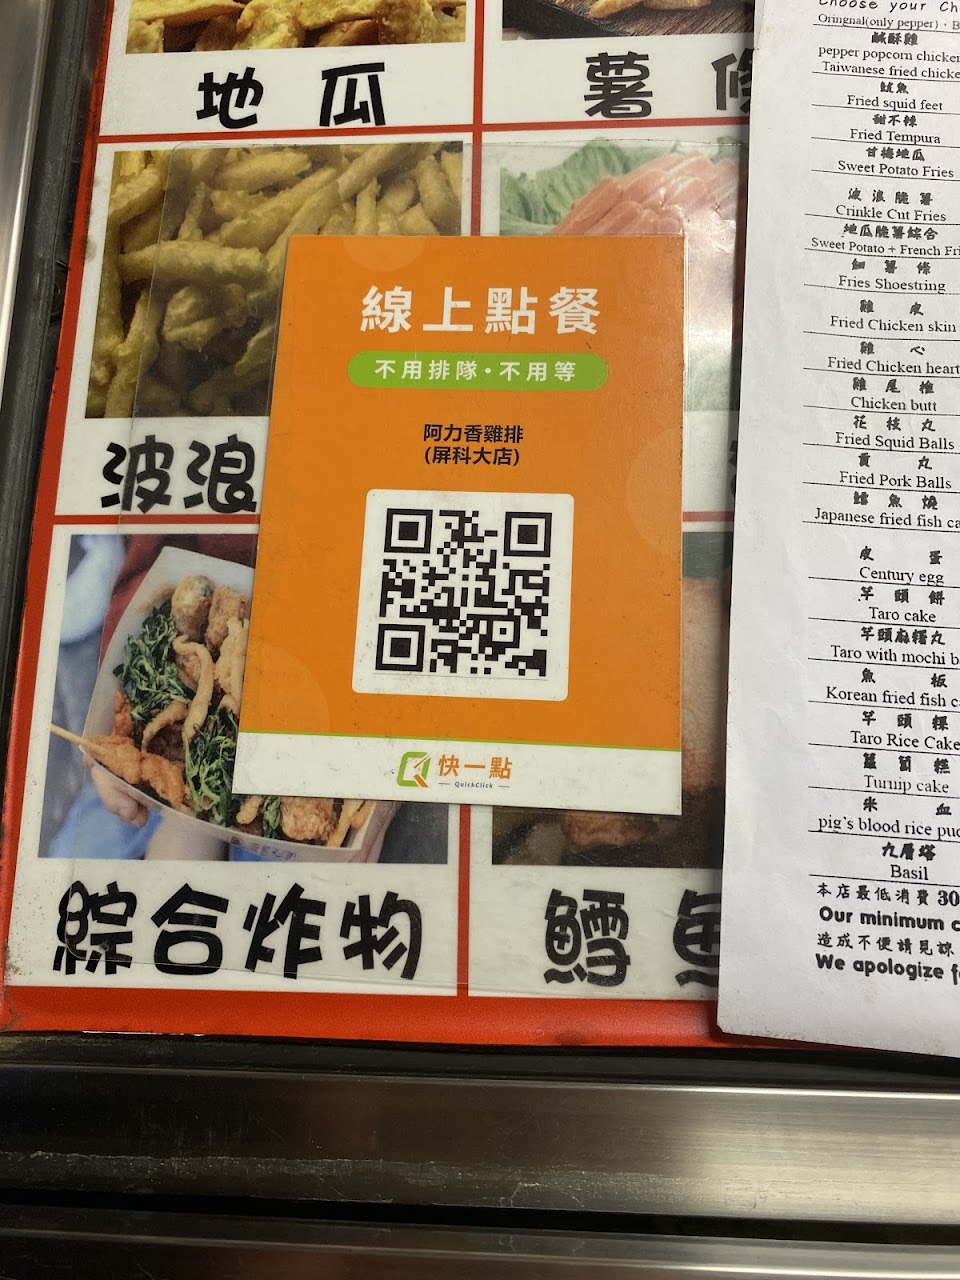 地瓜
薯條
波浪
綜合炸物
鱈魚
線上點餐
不用排隊・不用等
阿力香雞排
(屏科大店)
快一點
QuickClick
Choose your Ch
Oringnal(only pepper)・B
鹹酥雞
pepper popcorn chicken
Taiwanese fried chicke
魷魚
Fried squid feet
甜不辣
Fried Tempura
甘梅地瓜
Sweet Potato Fries
波浪脆薯
Crinkle Cut Fries
地瓜脆薯綜合
Sweet Potato + French Fri
細薯條
Fries Shoestring
雞皮
Fried Chicken skin
雞心
Fried Chicken heart
雞尾椎
Chicken butt
花枝丸
Fried Squid Balls
貢丸
Fried Pork Balls
鱈魚燒
Japanese fried fish ca
皮蛋
Century egg
芋頭餅
Taro cake
芋頭麻糬丸
Taro with mochi b
魚板
Korean fried fish c
芋頭粿
Taro Rice Cake
蘿蔔糕
Turnip cake
米血
pig's blood rice pud
九層塔
Basil
本店最低消費 30
Our minimum c
造成不便請見諒
We apologize f